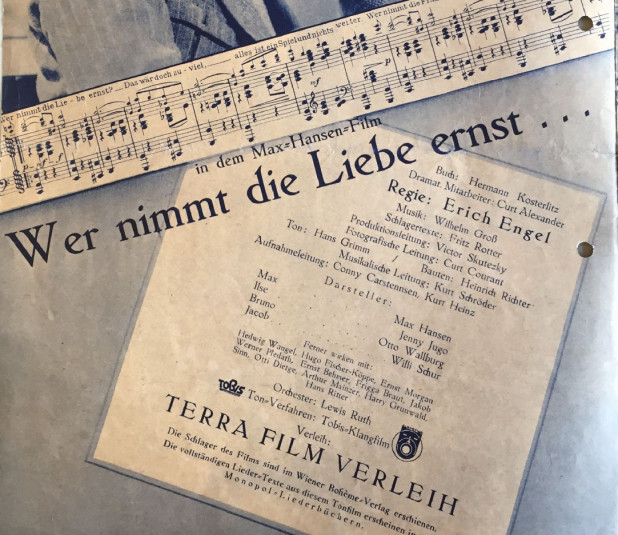 Wer nimmt die Lie - be ernst? Das wär doch zu - viel, alles ist ein Spiel und nichts weiter. Wer nimmt die
mf
p
in dem Max=Hansen=Film
Wer nimmt die Liebe ernst ...
Buch: Hermann Kosterlitz
Dramat. Mitarbeiter: Curt Alexander
Regie: Erich Engel
Musik: Wilhelm Groß
Schlagertexte: Fritz Rotter
Produktionsleitung: Victor Skutezky
Fotografische Leitung: Curt Courant
Ton: Hans Grimm / Bauten: Heinrich Richter
Musikalische Leitung: Kurt Schröder
Aufnahmeleitung: Conny Carstennsen, Kurt Heinz
Darsteller:
Max Max Hansen
Ilse Jenny Jugo
Bruno Otto Wallburg
Jacob Willi Schur
Ferner wirken mit:
Hedwig Wangel, Hugo Fischer-Köppe, Ernst Morgan
Werner Pledath, Ernst Behmer, Frigga Braut, Jakob
Sinn, Otti Dietze, Arthur Mainzer, Harry Grunwald,
Hans Ritter
Orchester: Lewis Ruth
TOBIS Ton=Verfahren: Tobis=Klangfilm
Verleih:
TERRA FILM VERLEIH
Die Schlager des Films sind im Wiener Bohême-Verlag erschienen.
Die vollständigen Lieder-Texte aus diesem Tonfilm erscheinen in
Monopol-Liederbüchern.